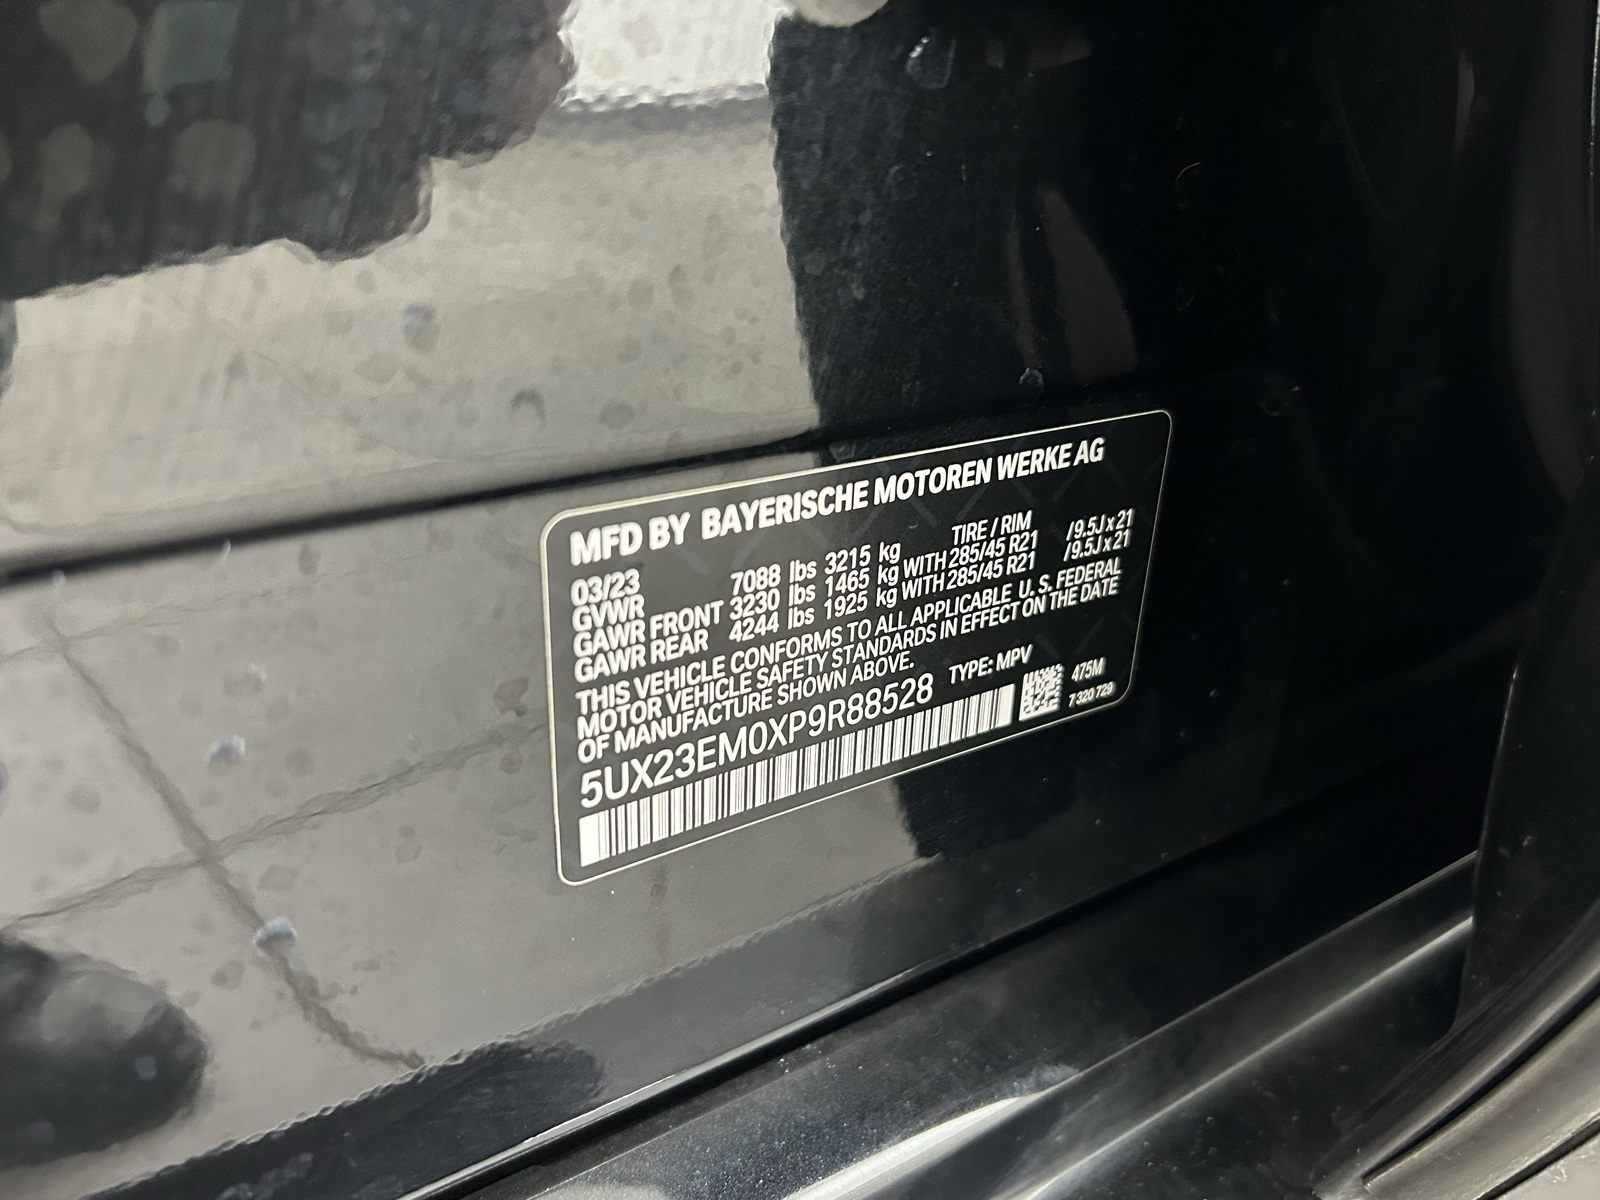 MFD BY BAYERISCHE MOTOREN WERKE AG
03/23 TIRE / RIM
GVWR 7088 lbs 3215 kg
GAWR FRONT 3230 lbs 1465 kg WITH 285/45 R21 /9.5J x 21
GAWR REAR 4244 lbs 1925 kg WITH 285/45 R21 /9.5J x 21
THIS VEHICLE CONFORMS TO ALL APPLICABLE U. S. FEDERAL
MOTOR VEHICLE SAFETY STANDARDS IN EFFECT ON THE DATE
OF MANUFACTURE SHOWN ABOVE.
5UX23EM0XP9R88528 TYPE: MPV 475M
7 320 729